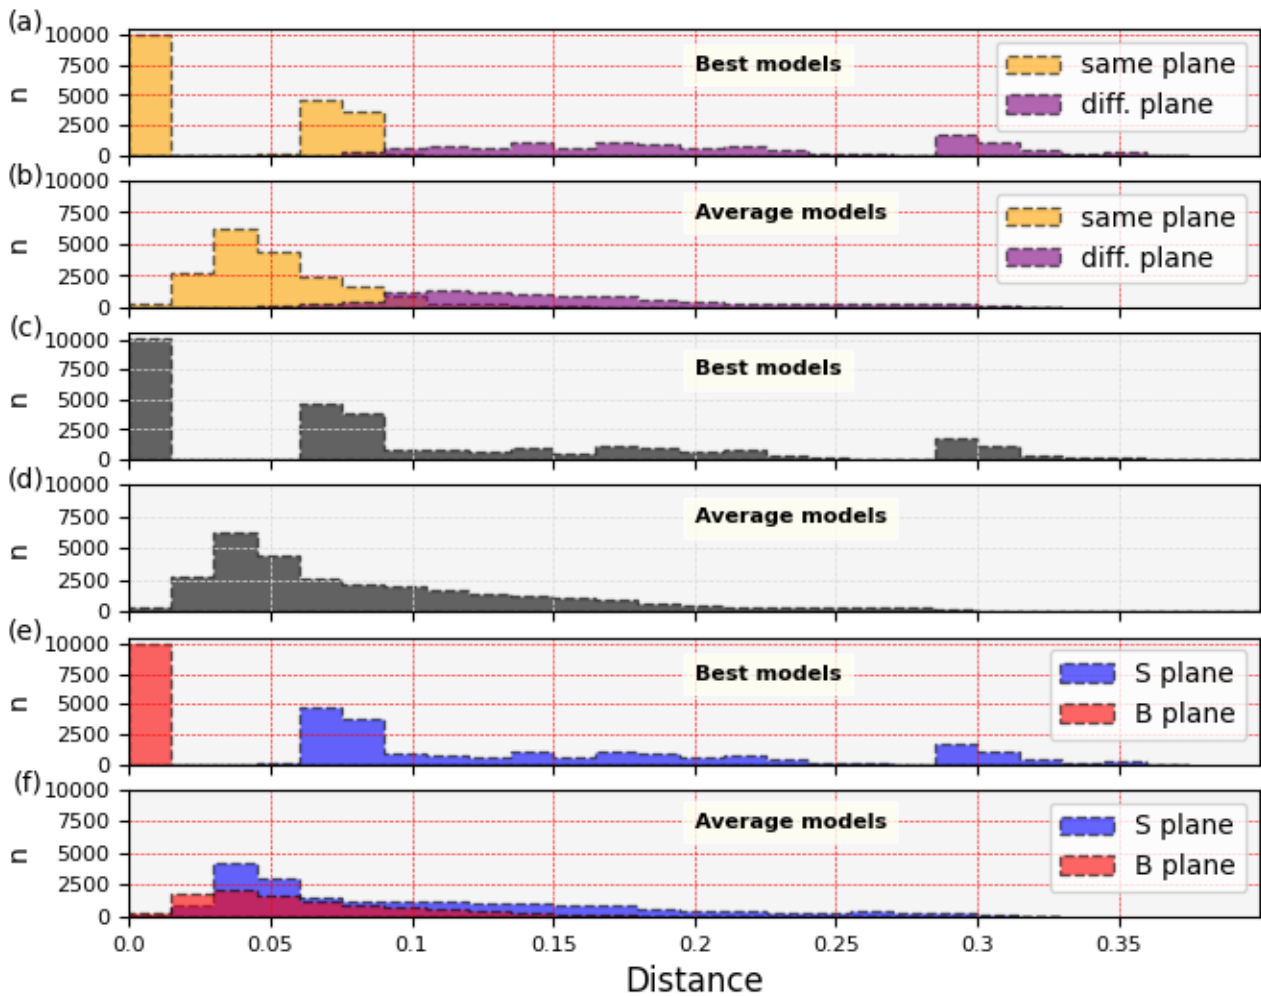 (a)
10000
7500
5000
2500
0
n
Best models
same plane
diff. plane
(b)
10000
7500
5000
2500
0
n
Average models
same plane
diff. plane
(c)
10000
7500
5000
2500
0
n
Best models
(d)
10000
7500
5000
2500
0
n
Average models
(e)
10000
7500
5000
2500
0
n
Best models
S plane
B plane
(f)
10000
7500
5000
2500
0
n
Average models
S plane
B plane
0.0 0.05 0.1 0.15 0.2 0.25 0.3 0.35
Distance